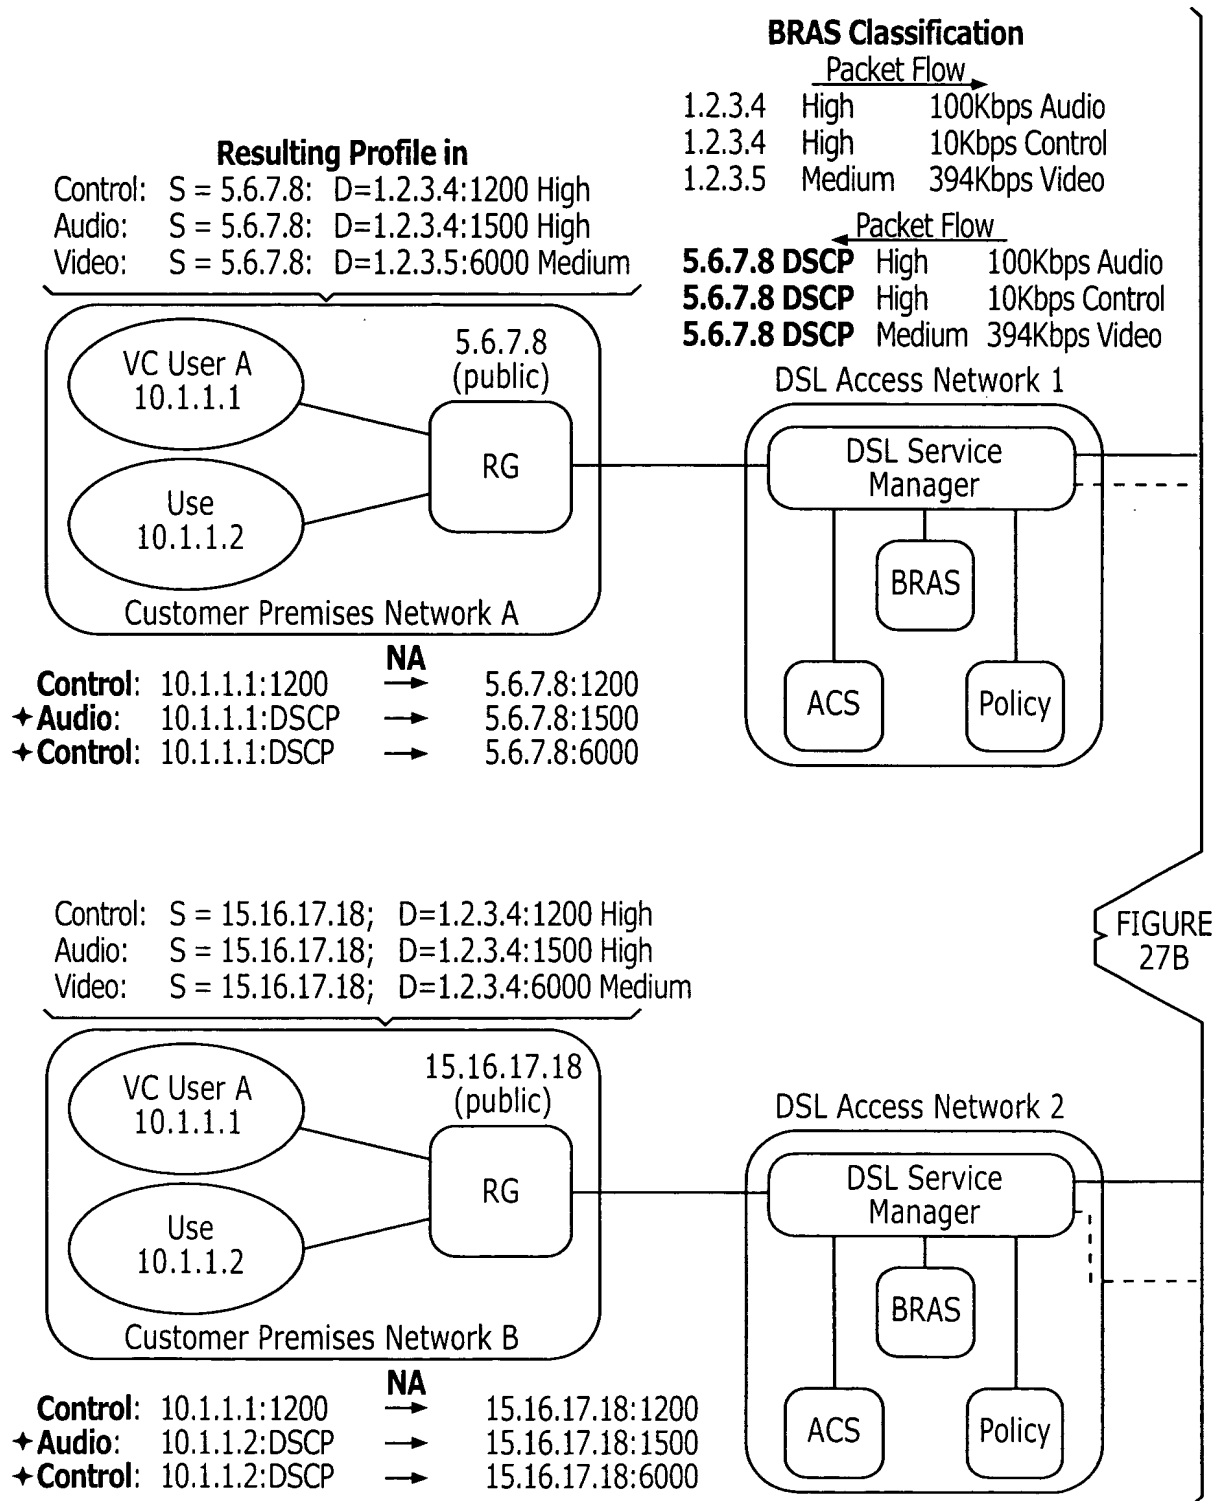 BRAS Classification
Packet Flow
1.2.3.4 High 100Kbps Audio
1.2.3.4 High 10Kbps Control
1.2.3.5 Medium 394Kbps Video
Packet Flow
5.6.7.8 DSCP High 100Kbps Audio
5.6.7.8 DSCP High 10Kbps Control
5.6.7.8 DSCP Medium 394Kbps Video
Resulting Profile in
Control: S = 5.6.7.8: D=1.2.3.4:1200 High
Audio: S = 5.6.7.8: D=1.2.3.4:1500 High
Video: S = 5.6.7.8: D=1.2.3.5:6000 Medium
VC User A
10.1.1.1
Use
10.1.1.2
5.6.7.8
(public)
RG
Customer Premises Network A
DSL Access Network 1
DSL Service
Manager
BRAS
ACS
Policy
NA
Control: 10.1.1.1:1200 → 5.6.7.8:1200
✦Audio: 10.1.1.1:DSCP → 5.6.7.8:1500
✦Control: 10.1.1.1:DSCP → 5.6.7.8:6000
FIGURE
27B
Control: S = 15.16.17.18; D=1.2.3.4:1200 High
Audio: S = 15.16.17.18; D=1.2.3.4:1500 High
Video: S = 15.16.17.18; D=1.2.3.4:6000 Medium
VC User A
10.1.1.1
Use
10.1.1.2
15.16.17.18
(public)
RG
Customer Premises Network B
DSL Access Network 2
DSL Service
Manager
BRAS
ACS
Policy
NA
Control: 10.1.1.1:1200 → 15.16.17.18:1200
✦Audio: 10.1.1.2:DSCP → 15.16.17.18:1500
✦Control: 10.1.1.2:DSCP → 15.16.17.18:6000